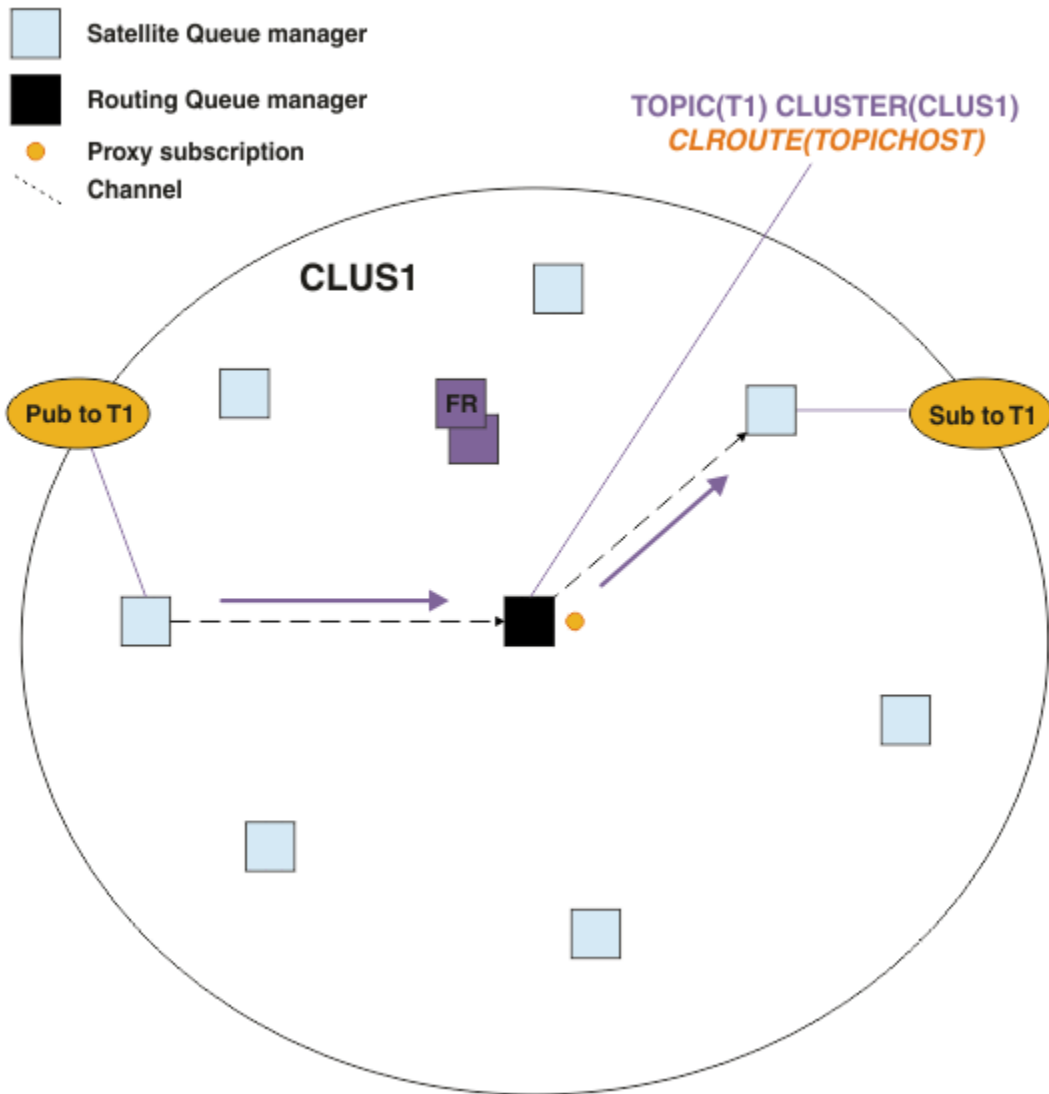 Satellite Queue manager
Routing Queue manager
Proxy subscription
Channel
TOPIC(T1) CLUSTER(CLUS1)
CLROUTE(TOPICHOST)
CLUS1
FR
Pub to T1
Sub to T1